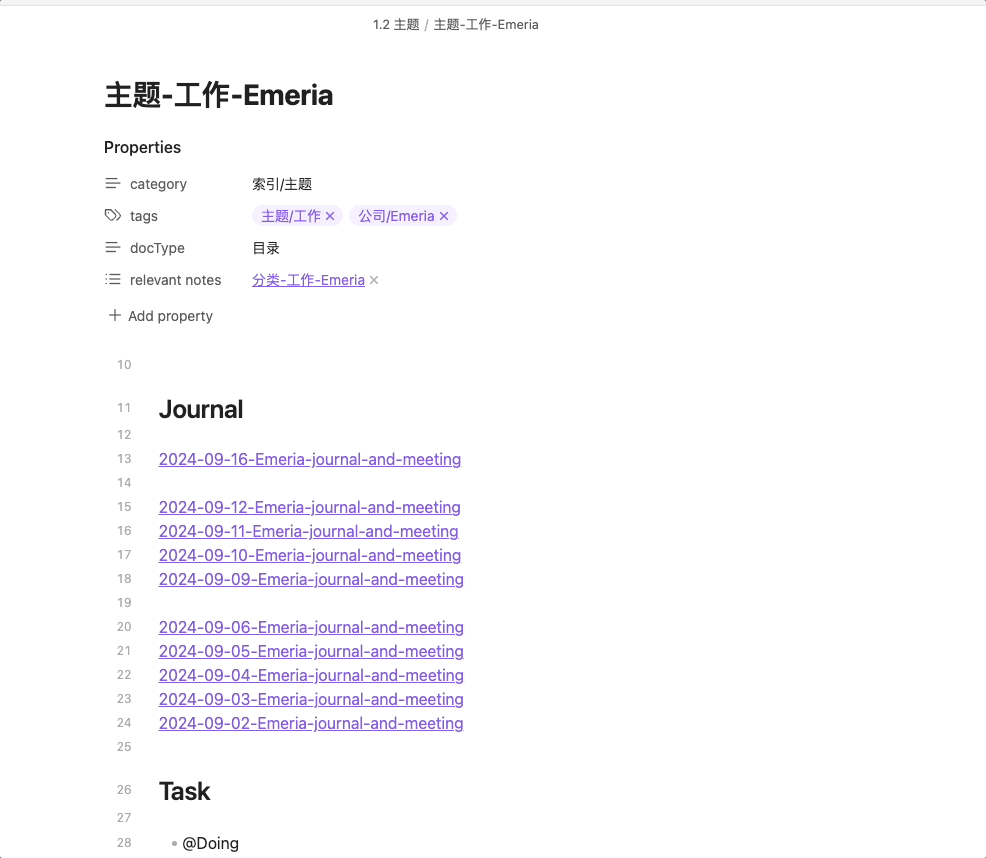 1.2 主题 / 主题-工作-Emeria
主题-工作-Emeria
Properties
category 索引/主题
tags 主题/工作 × 公司/Emeria ×
docType 目录
relevant notes 分类-工作-Emeria ×
+ Add property
10
11 Journal
12
13 2024-09-16-Emeria-journal-and-meeting
14
15 2024-09-12-Emeria-journal-and-meeting
16 2024-09-11-Emeria-journal-and-meeting
17 2024-09-10-Emeria-journal-and-meeting
18 2024-09-09-Emeria-journal-and-meeting
19
20 2024-09-06-Emeria-journal-and-meeting
21 2024-09-05-Emeria-journal-and-meeting
22 2024-09-04-Emeria-journal-and-meeting
23 2024-09-03-Emeria-journal-and-meeting
24 2024-09-02-Emeria-journal-and-meeting
25
26 Task
27
28 • @Doing